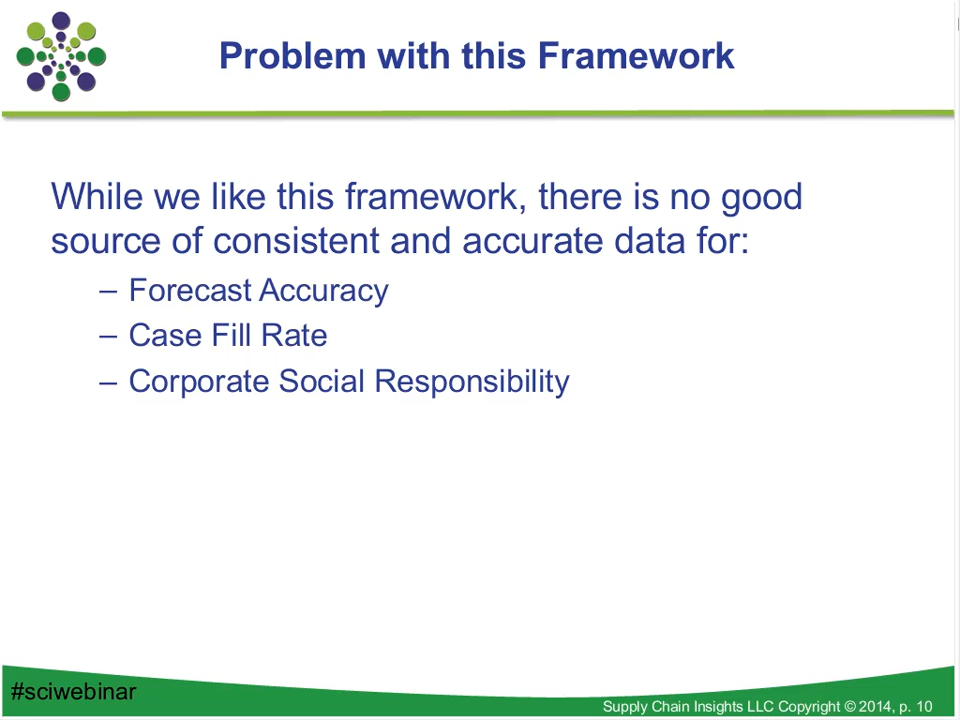 Problem with this Framework
While we like this framework, there is no good
source of consistent and accurate data for:
– Forecast Accuracy
– Case Fill Rate
– Corporate Social Responsibility
#sciwebinar
Supply Chain Insights LLC Copyright © 2014, p. 10